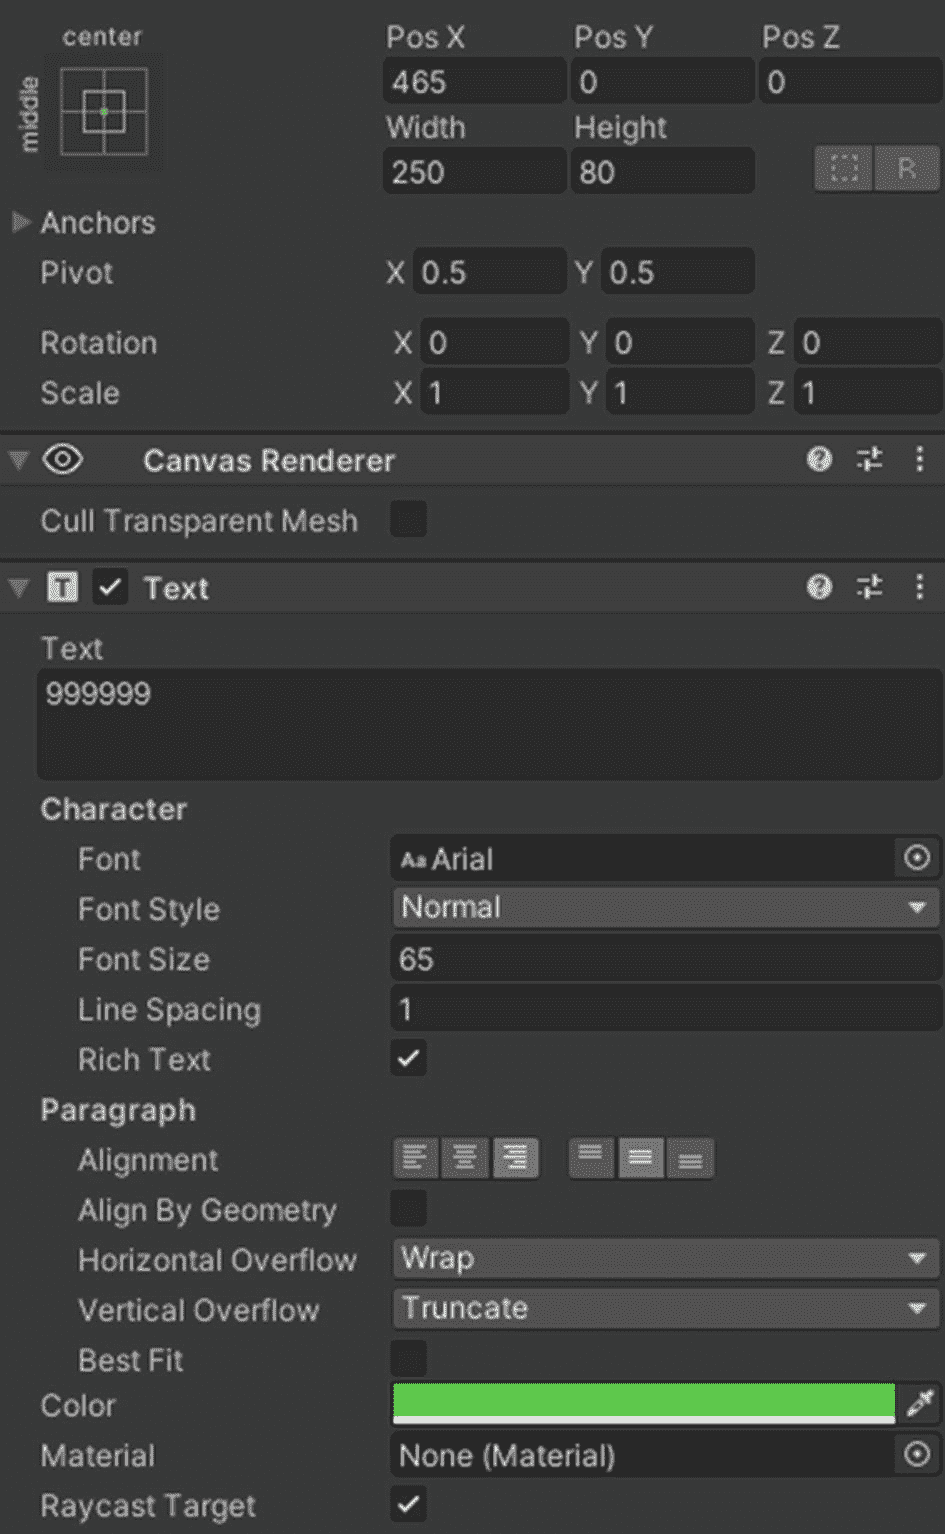 center
middle
Pos X Pos Y Pos Z
465 0 0
Width Height
250 80
R
Anchors
Pivot X 0.5 Y 0.5
Rotation X 0 Y 0 Z 0
Scale X 1 Y 1 Z 1
Canvas Renderer
Cull Transparent Mesh
T Text
Text
999999
Character
Font Aa Arial
Font Style Normal
Font Size 65
Line Spacing 1
Rich Text
Paragraph
Alignment
Align By Geometry
Horizontal Overflow Wrap
Vertical Overflow Truncate
Best Fit
Color
Material None (Material)
Raycast Target